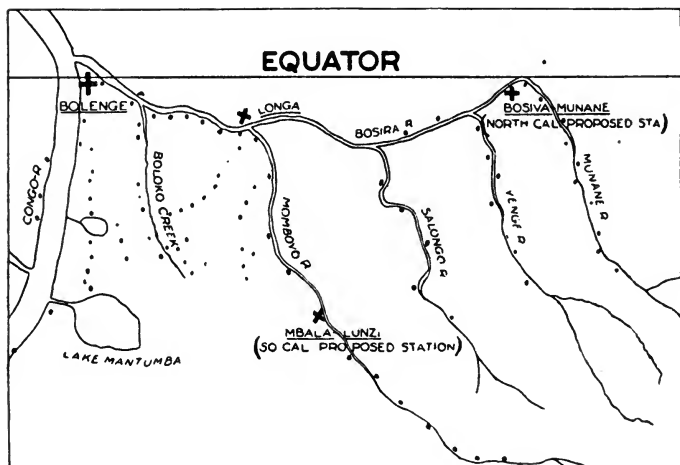 EQUATOR
BOLENGE
LONGA
BOSIRA R
BOSIVA-MUNANE
(NORTH CAL PROPOSED STA)
CONGO-R
BOLOKO CREEK
MOMBOYO R
SALONGO R
YENGE R
MUNANE R
MBALA-LUNZI
(SO CAL PROPOSED STATION)
LAKE MANTUMBA